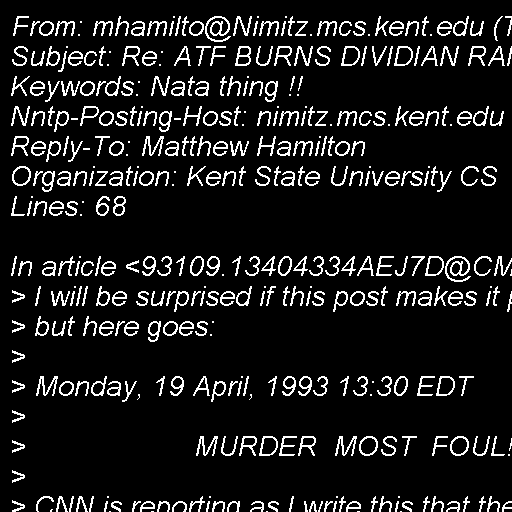 From: mhamilto@Nimitz.mcs.kent.edu (T
Subject: Re: ATF BURNS DIVIDIAN RA
Keywords: Nata thing !!
Nntp-Posting-Host: nimitz.mcs.kent.edu
Reply-To: Matthew Hamilton
Organization: Kent State University CS
Lines: 68

In article <93109.13404334AEJ7D@CM
> I will be surprised if this post makes it p
> but here goes:
>
> Monday, 19 April, 1993 13:30 EDT
>
> MURDER MOST FOUL!
>
> CNN is reporting as I write this that the